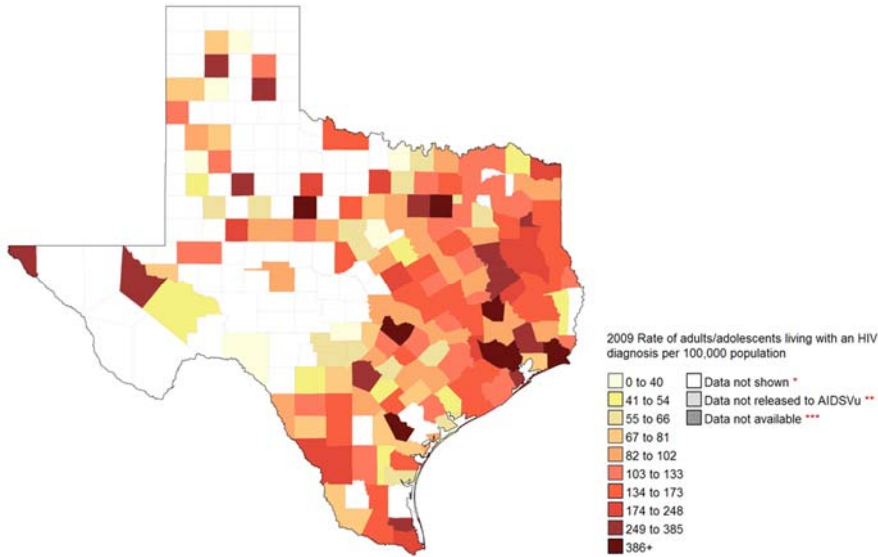 2009 Rate of adults/adolescents living with an HIV
diagnosis per 100,000 population
0 to 40
41 to 54
55 to 66
67 to 81
82 to 102
103 to 133
134 to 173
174 to 248
249 to 385
386+
Data not shown *
Data not released to AIDSVu **
Data not available ***